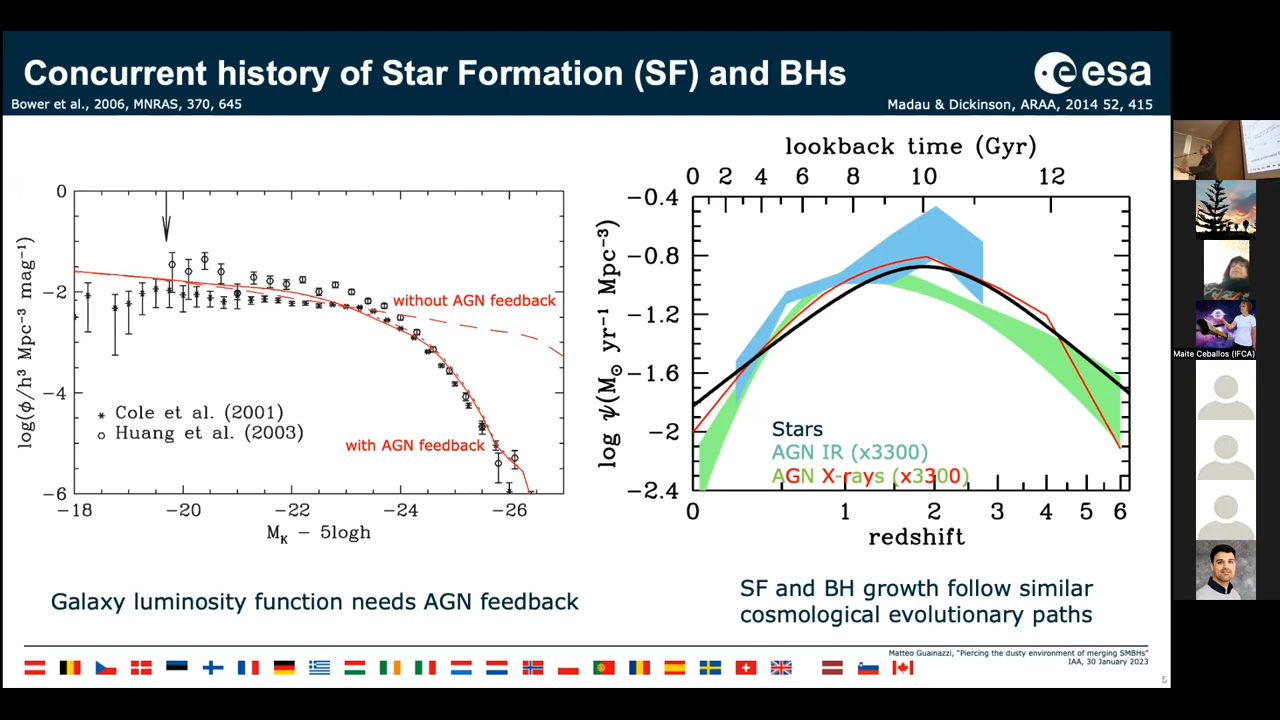 Concurrent history of Star Formation (SF) and BHs
esa
Bower et al., 2006, MNRAS, 370, 645
Madau & Dickinson, ARAA, 2014 52, 415
0
−2
−4
−6
log(ϕ/h³ Mpc⁻³ mag⁻¹)
without AGN feedback
Cole et al. (2001)
Huang et al. (2003)
with AGN feedback
−18 −20 −22 −24 −26
M_K − 5logh
lookback time (Gyr)
0 2 4 6 8 10 12
−0.4
−0.8
−1.2
−1.6
−2
−2.4
log ψ(M⊙ yr⁻¹ Mpc⁻³)
Stars
AGN IR (x3300)
AGN X-rays (x3300)
0 1 2 3 4 5 6
redshift
Galaxy luminosity function needs AGN feedback
SF and BH growth follow similar
cosmological evolutionary paths
Matteo Guainazzi, "Piercing the dusty environment of merging SMBHs"
IAA, 30 January 2023
5
Maite Ceballos (IFCA)